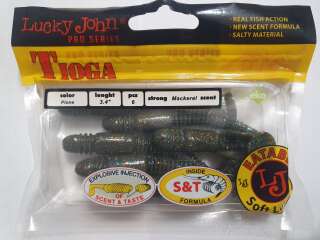 Lucky John
PRO SERIES
REAL FISH ACTION
NEW SCENT FORMULA
SALTY MATERIAL
TIOGA
color lenght pcs strong Mackerel scent
3.4" 6
EXPLOSIVE INJECTION
OF
SCENT & TASTE
INSIDE
S&T
FORMULA
EATABLE
LJ
Soft